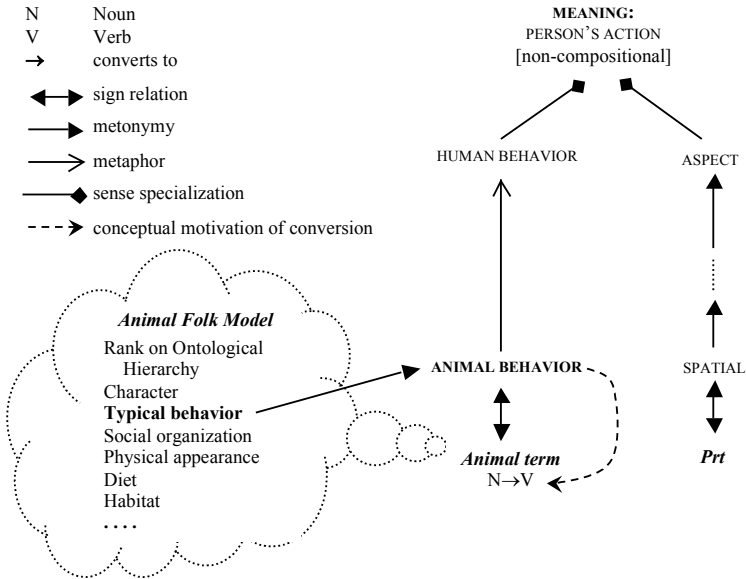 N Noun
V Verb
→ converts to
sign relation
metonymy
metaphor
sense specialization
conceptual motivation of conversion
MEANING:
PERSON'S ACTION
[non-compositional]
HUMAN BEHAVIOR
ASPECT
Animal Folk Model
Rank on Ontological
Hierarchy
Character
Typical behavior
Social organization
Physical appearance
Diet
Habitat
. . . .
ANIMAL BEHAVIOR
SPATIAL
Animal term
N→V
Prt